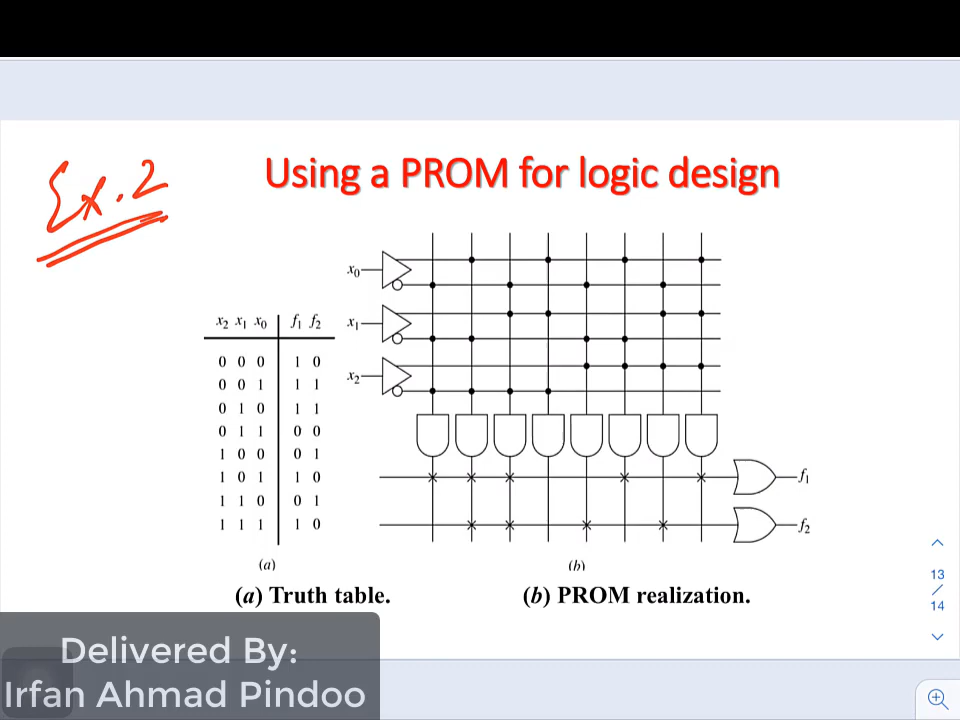 Ex.2
Using a PROM for logic design
x₀
x₁
x₂
x₂ x₁ x₀ f₁ f₂
0 0 0 1 0
0 0 1 1 1
0 1 0 1 1
0 1 1 0 0
1 0 0 0 1
1 0 1 1 0
1 1 0 0 1
1 1 1 1 0
f₁
f₂
(a)
(b)
(a) Truth table.
(b) PROM realization.
13
/
14
Delivered By:
Irfan Ahmad Pindoo